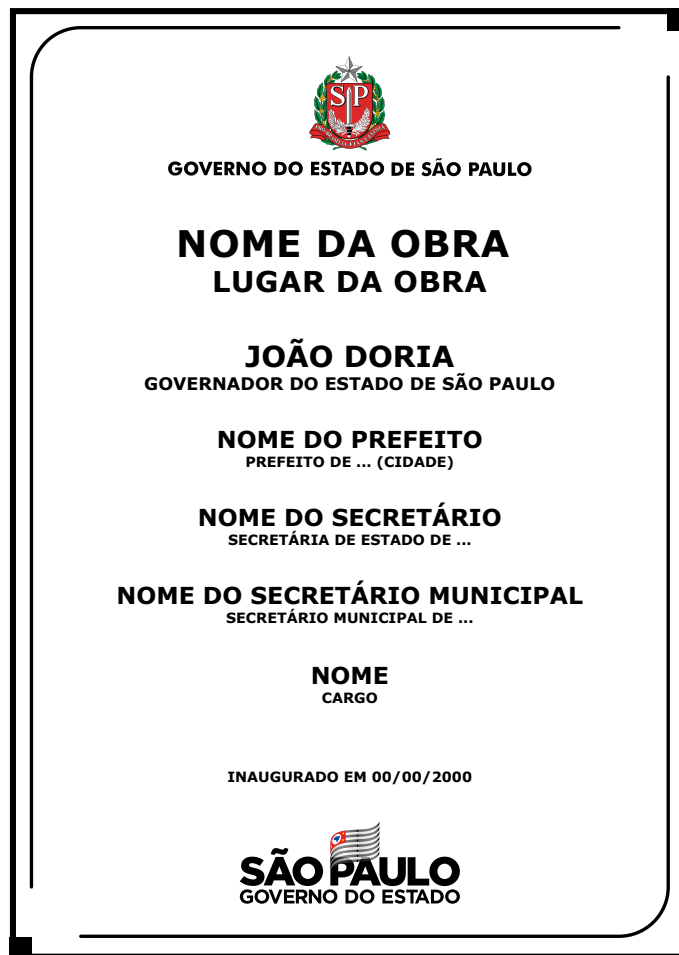 SP
GOVERNO DO ESTADO DE SÃO PAULO
NOME DA OBRA
LUGAR DA OBRA
JOÃO DORIA
GOVERNADOR DO ESTADO DE SÃO PAULO
NOME DO PREFEITO
PREFEITO DE ... (CIDADE)
NOME DO SECRETÁRIO
SECRETÁRIA DE ESTADO DE ...
NOME DO SECRETÁRIO MUNICIPAL
SECRETÁRIO MUNICIPAL DE ...
NOME
CARGO
INAUGURADO EM 00/00/2000
SÃO PAULO
GOVERNO DO ESTADO